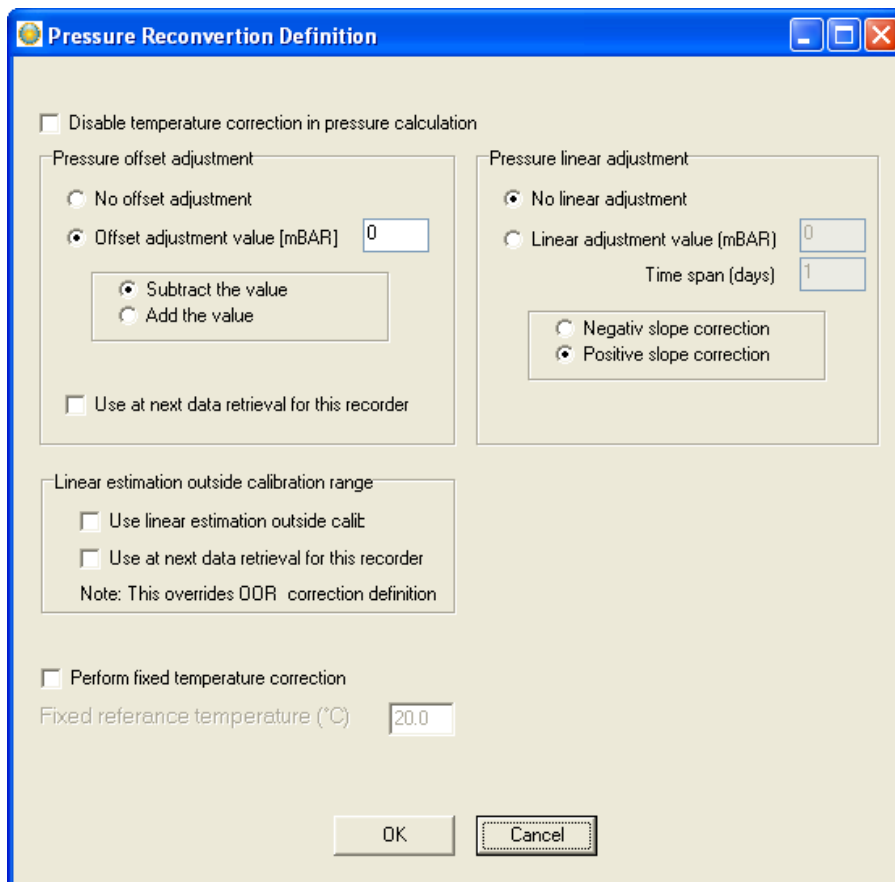 Pressure Reconvertion Definition
Disable temperature correction in pressure calculation
Pressure offset adjustment
No offset adjustment
Offset adjustment value [mBAR] 0
Subtract the value
Add the value
Use at next data retrieval for this recorder
Pressure linear adjustment
No linear adjustment
Linear adjustment value (mBAR) 0
Time span (days) 1
Negativ slope correction
Positive slope correction
Linear estimation outside calibration range
Use linear estimation outside calit
Use at next data retrieval for this recorder
Note: This overrides OOR correction definition
Perform fixed temperature correction
Fixed referance temperature (°C) 20.0
OK Cancel